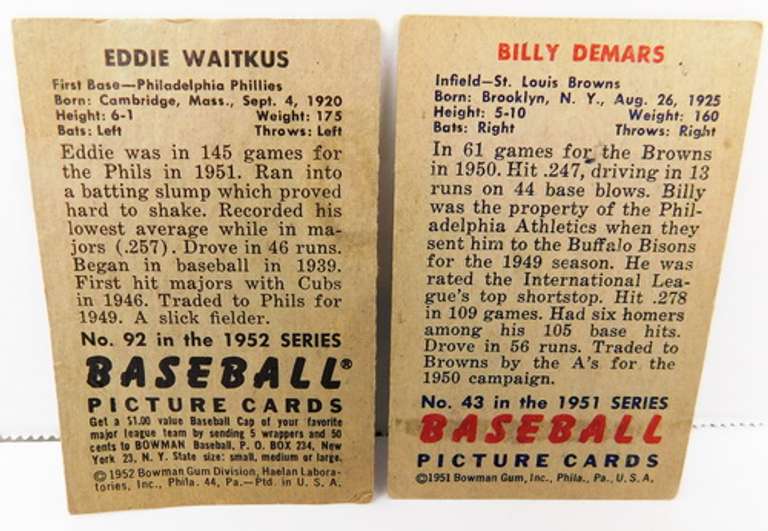 EDDIE WAITKUS
First Base—Philadelphia Phillies
Born: Cambridge, Mass., Sept. 4, 1920
Height: 6-1 Weight: 175
Bats: Left Throws: Left
Eddie was in 145 games for
the Phils in 1951. Ran into
a batting slump which proved
hard to shake. Recorded his
lowest average while in ma-
jors (.257). Drove in 46 runs.
Began in baseball in 1939.
First hit majors with Cubs
in 1946. Traded to Phils for
1949. A slick fielder.
No. 92 in the 1952 SERIES
BASEBALL®
PICTURE CARDS
Get a $1.00 value Baseball Cap of your favorite
major league team by sending 5 wrappers and 50
cents to BOWMAN Baseball, P. O. BOX 234, New
York 23, N. Y. State size: small, medium or large.
©1952 Bowman Gum Division, Haelan Labora-
tories, Inc., Phila. 44, Pa.—Ptd. in U. S. A.
BILLY DEMARS
Infield—St. Louis Browns
Born: Brooklyn, N. Y., Aug. 26, 1925
Height: 5-10 Weight: 160
Bats: Right Throws: Right
In 61 games for the Browns
in 1950. Hit .247, driving in 13
runs on 44 base blows. Billy
was the property of the Phil-
adelphia Athletics when they
sent him to the Buffalo Bisons
for the 1949 season. He was
rated the International Lea-
gue's top shortstop. Hit .278
in 109 games. Had six homers
among his 105 base hits.
Drove in 56 runs. Traded to
Browns by the A's for the
1950 campaign.
No. 43 in the 1951 SERIES
BASEBALL
PICTURE CARDS
©1951 Bowman Gum, Inc., Phila., Pa., U. S. A.